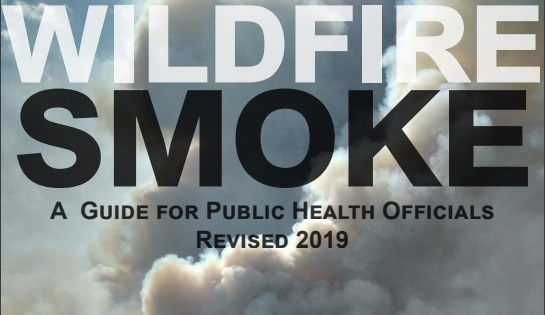 WILDFIRE
SMOKE
A Guide for Public Health Officials
Revised 2019